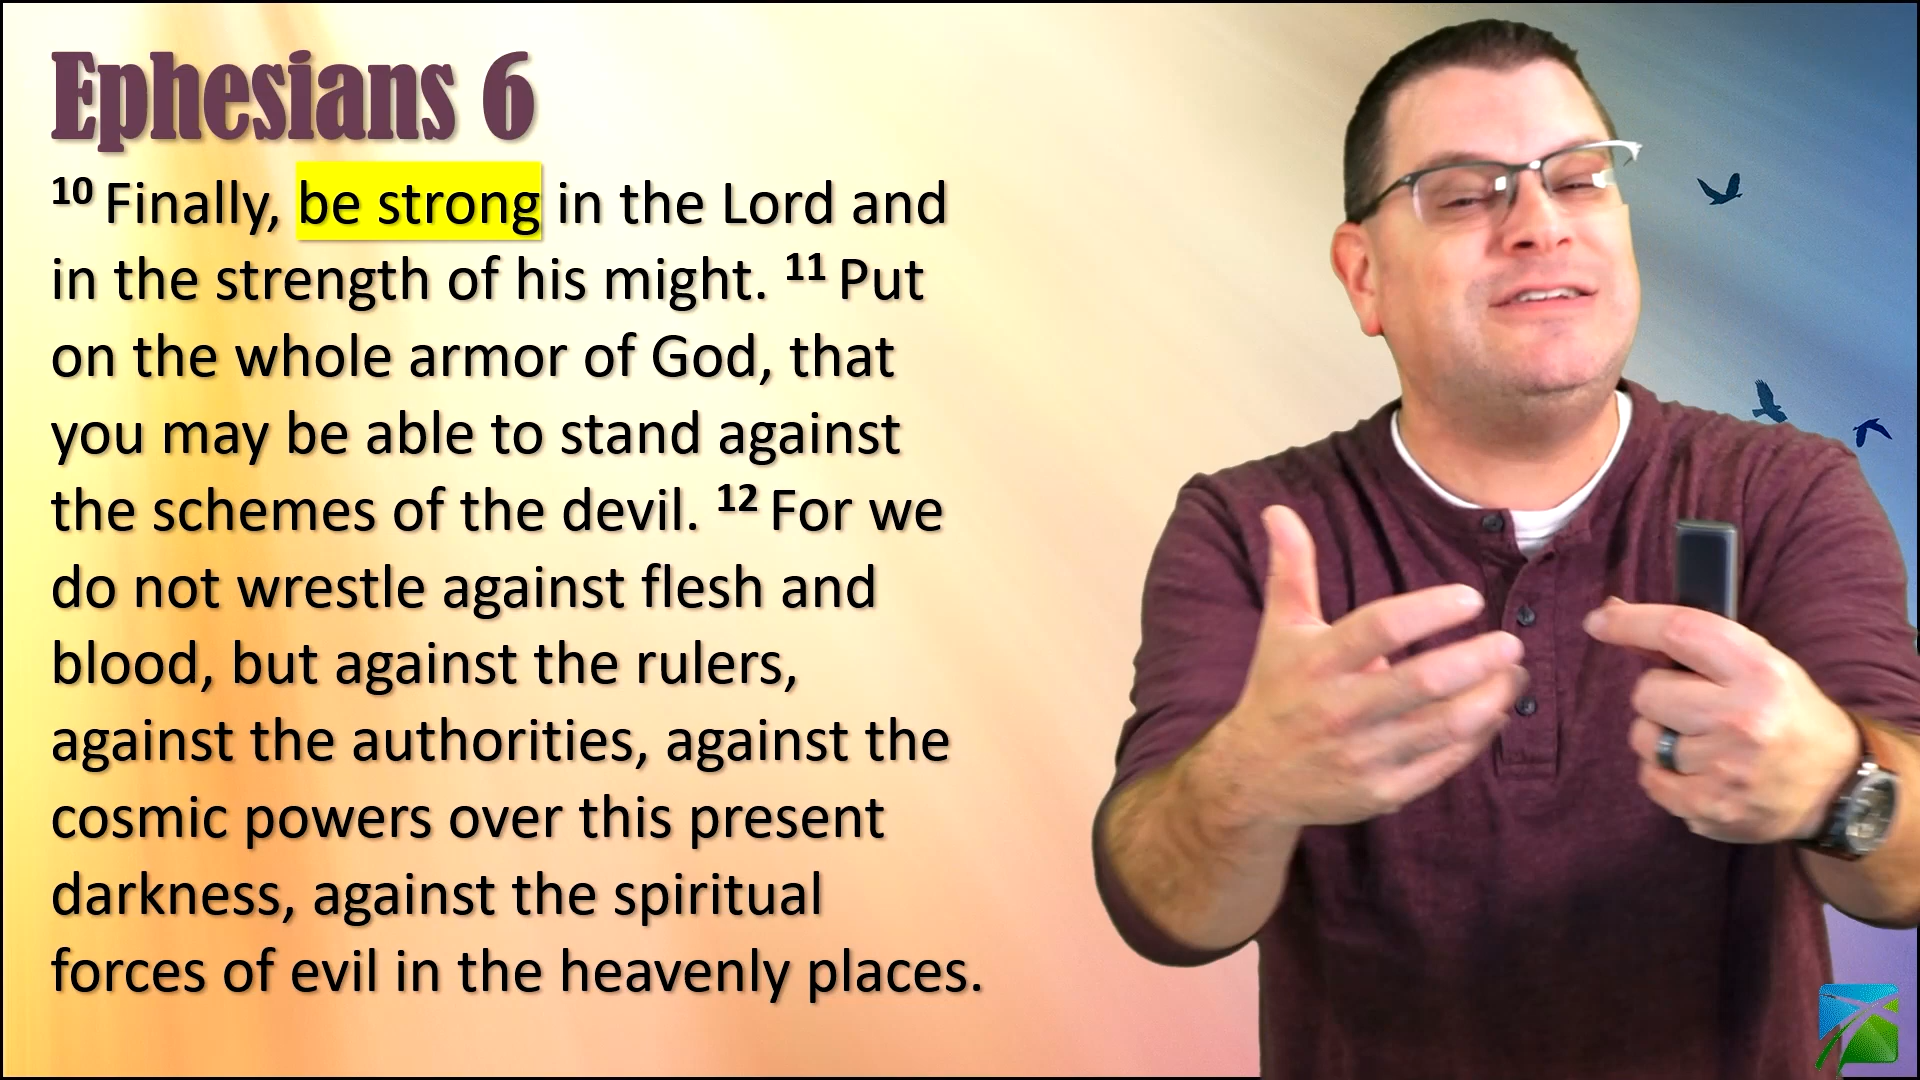 Ephesians 6
10 Finally, be strong in the Lord and
in the strength of his might. 11 Put
on the whole armor of God, that
you may be able to stand against
the schemes of the devil. 12 For we
do not wrestle against flesh and
blood, but against the rulers,
against the authorities, against the
cosmic powers over this present
darkness, against the spiritual
forces of evil in the heavenly places.